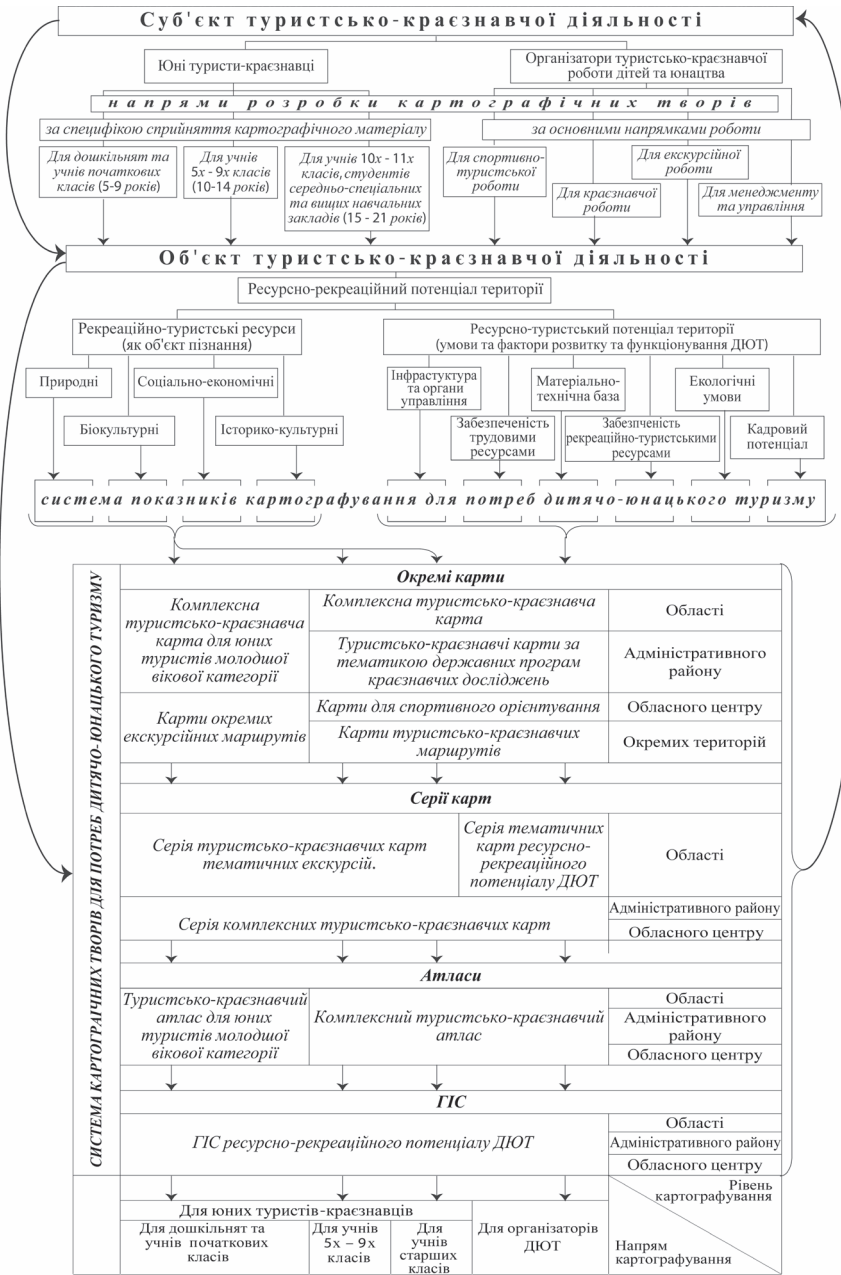 Суб'єкт туристсько-краєзнавчої діяльності
Юні туристи-краєзнавці
Організатори туристсько-краєзнавчої
роботи дітей та юнацтва
напрями розробки картографічних творів
за специфікою сприйняття картографічного матеріалу
за основними напрямками роботи
Для дошкільнят та
учнів початкових
класів (5-9 років)
Для учнів
5х - 9х класів
(10-14 років)
Для учнів 10х - 11х
класів, студентів
середньо-спеціальних
та вищих навчальних
закладів (15 - 21 років)
Для спортивно-
туристської
роботи
Для краєзнавчої
роботи
Для екскурсійної
роботи
Для менеджменту
та управління
Об'єкт туристсько-краєзнавчої діяльності
Ресурсно-рекреаційний потенціал території
Рекреаційно-туристські ресурси
(як об'єкт пізнання)
Ресурсно-туристський потенціал території
(умови та фактори розвитку та функціонування ДЮТ)
Природні
Соціально-економічні
Біокультурні
Історико-культурні
Інфраструктура
та органи
управління
Матеріально-
технічна база
Екологічні
умови
Забезпеченість
трудовими
ресурсами
Забезпченість
рекреаційно-туристськими
ресурсами
Кадровий
потенціал
система показників картографування для потреб дитячо-юнацького туризму
СИСТЕМА КАРТОГРАГІЧНИХ ТВОРІВ ДЛЯ ПОТРЕБ ДИТЯЧО-ЮНАЦЬКОГО ТУРИЗМУ
Окремі карти
Комплексна
туристсько-краєзнавча
карта для юних
туристів молодшої
вікової категорії
Комплексна туристсько-краєзнавча
карта
Області
Туристсько-краєзнавчі карти за
тематикою державних програм
краєзнавчих досліджень
Адміністративного
району
Карти окремих
екскурсійних маршрутів
Карти для спортивного орієнтування
Обласного центру
Карти туристсько-краєзнавчих
маршрутів
Окремих територій
Серії карт
Серія туристсько-краєзнавчих карт
тематичних екскурсій.
Серія тематичних
карт ресурсно-
рекреаційного
потенціалу ДЮТ
Області
Серія комплексних туристсько-краєзнавчих карт
Адміністративного району
Обласного центру
Атласи
Туристсько-краєзнавчий
атлас для юних
туристів молодшої
вікової категорії
Комплексний туристсько-краєзнавчий
атлас
Області
Адміністративного
району
Обласного центру
ГІС
ГІС ресурсно-рекреаційного потенціалу ДЮТ
Області
Адміністративного району
Обласного центру
Для юних туристів-краєзнавців
Для дошкільнят та
учнів початкових
класів
Для учнів
5х – 9х
класів
Для
учнів
старших
класів
Для організаторів
ДЮТ
Рівень
картографування
Напрям
картографування